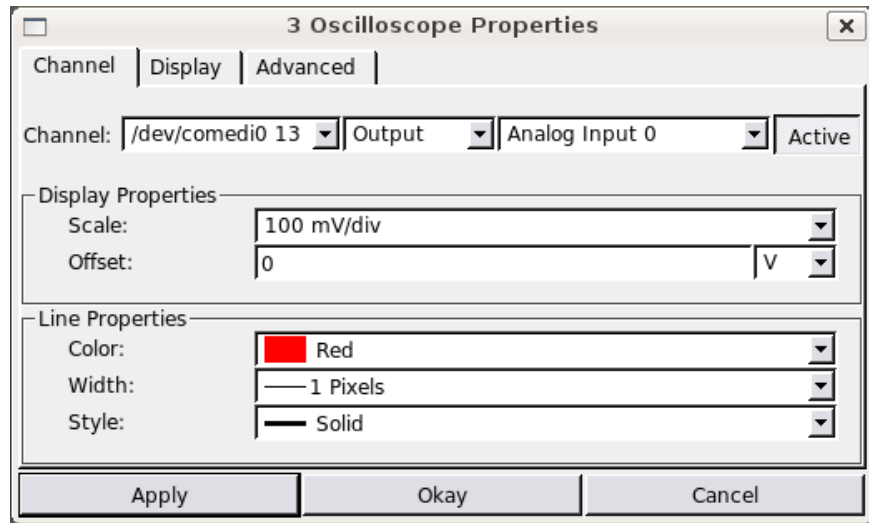 3 Oscilloscope Properties
Channel Display Advanced
Channel: /dev/comedi0 13 Output Analog Input 0 Active
Display Properties
Scale: 100 mV/div
Offset: 0 V
Line Properties
Color: Red
Width: 1 Pixels
Style: Solid
Apply Okay Cancel